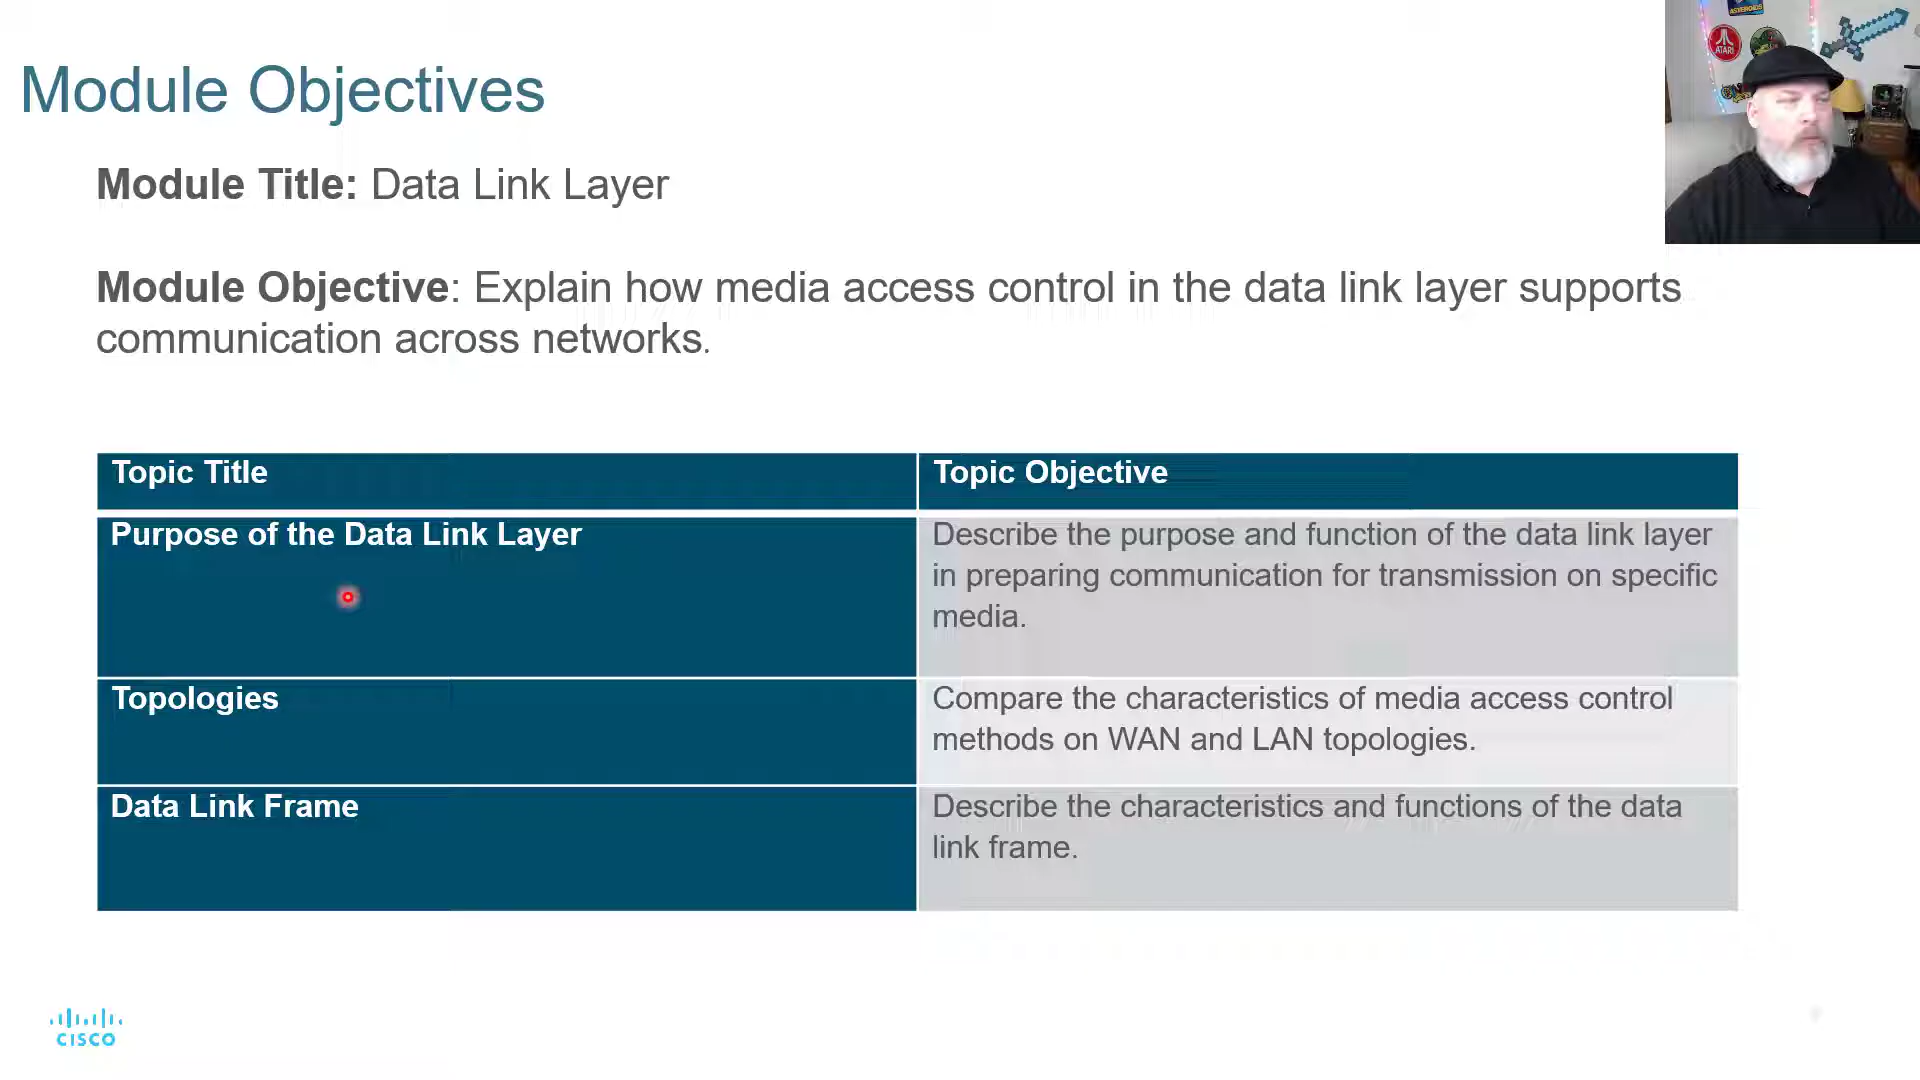 Module Objectives
Module Title: Data Link Layer
Module Objective: Explain how media access control in the data link layer supports
communication across networks.
Topic Title
Topic Objective
Purpose of the Data Link Layer
Describe the purpose and function of the data link layer
in preparing communication for transmission on specific
media.
Topologies
Compare the characteristics of media access control
methods on WAN and LAN topologies.
Data Link Frame
Describe the characteristics and functions of the data
link frame.
CISCO
ASTEROIDS
ATARI